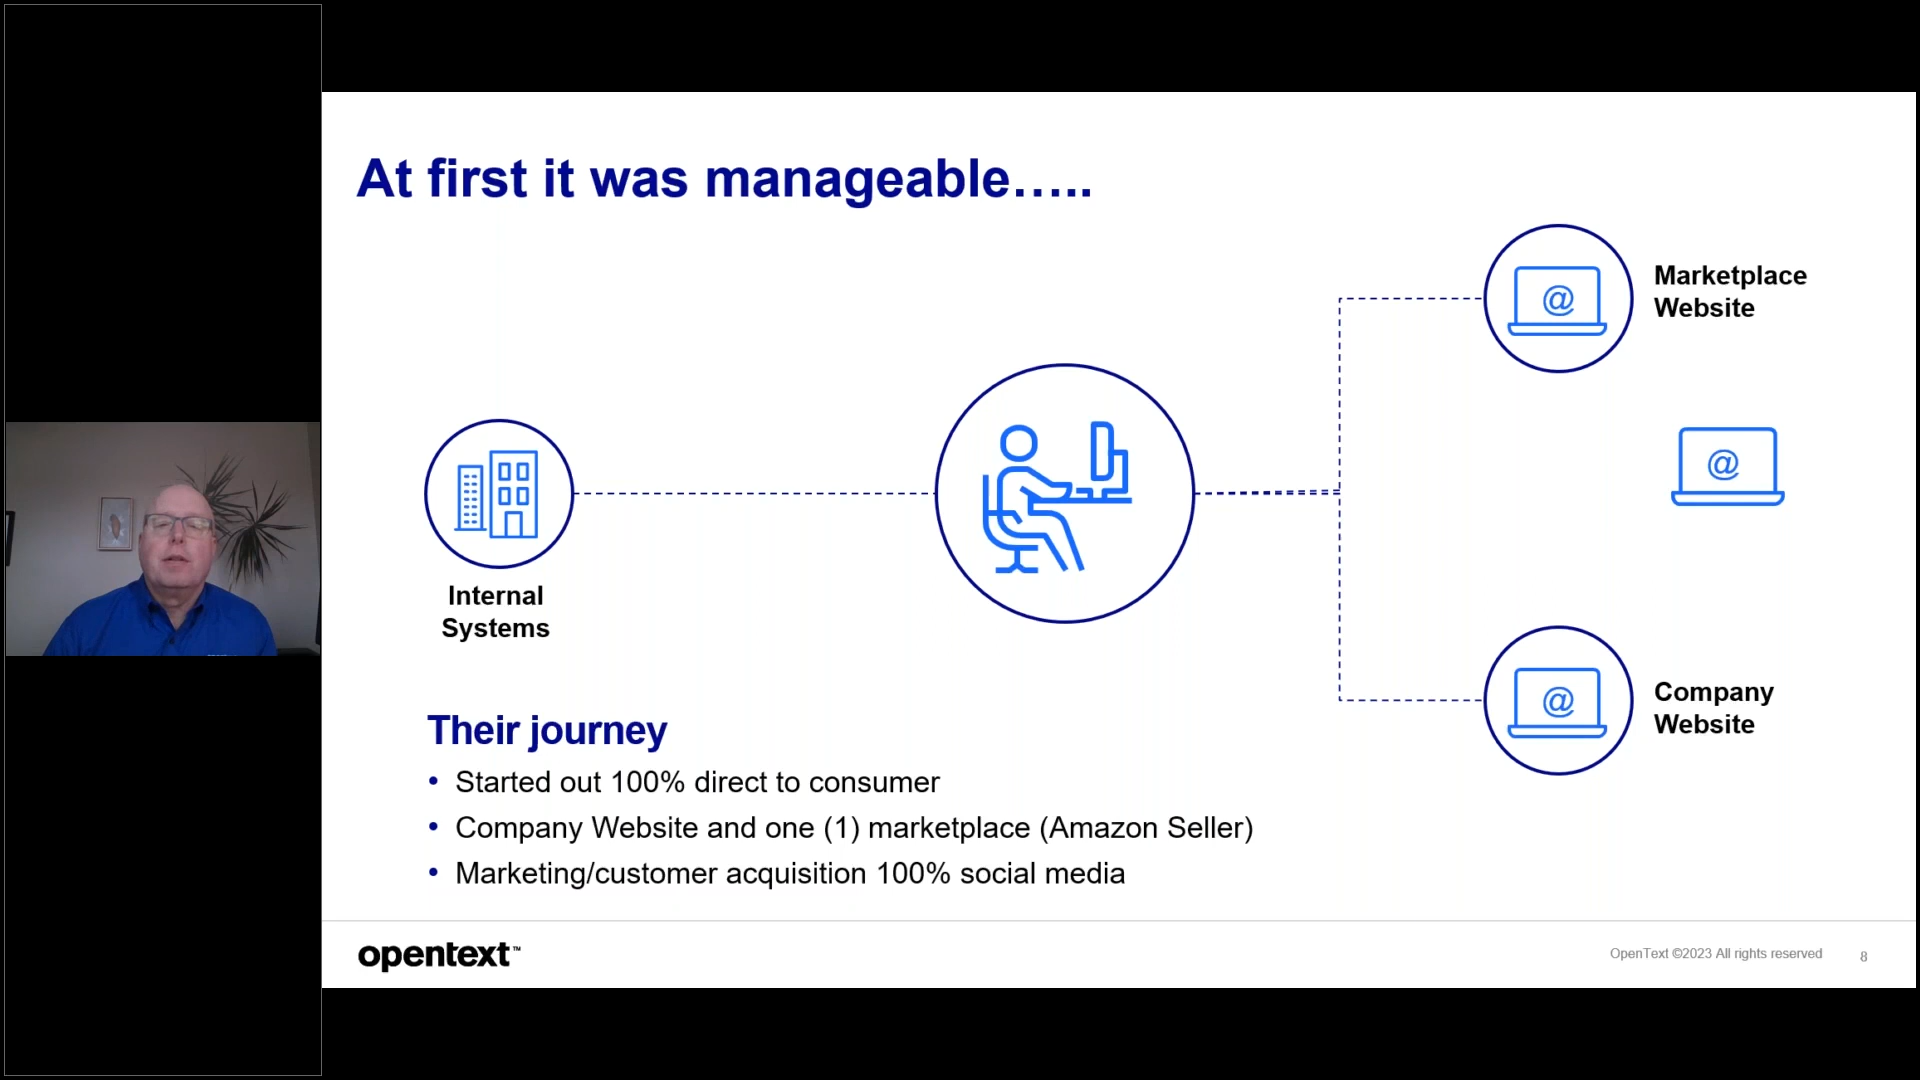 At first it was manageable…..
@
Marketplace
Website
@
Internal
Systems
@
Company
Website
Their journey
• Started out 100% direct to consumer
• Company Website and one (1) marketplace (Amazon Seller)
• Marketing/customer acquisition 100% social media
opentext™
OpenText ©2023 All rights reserved
8